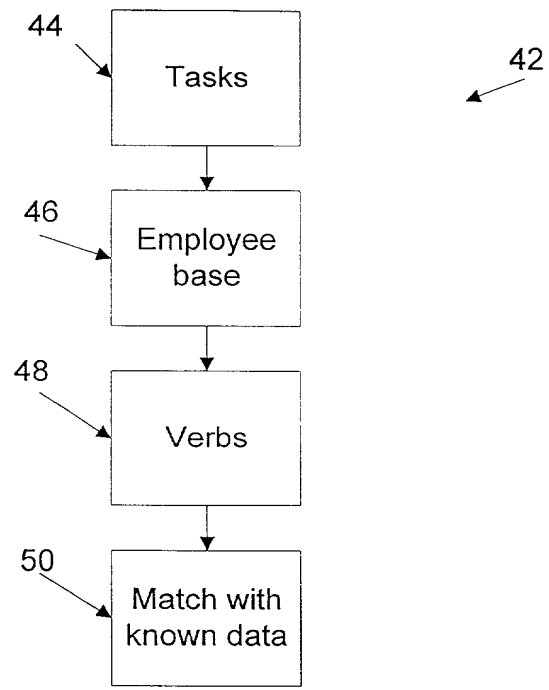 44
Tasks
42
46
Employee
base
48
Verbs
50
Match with
known data